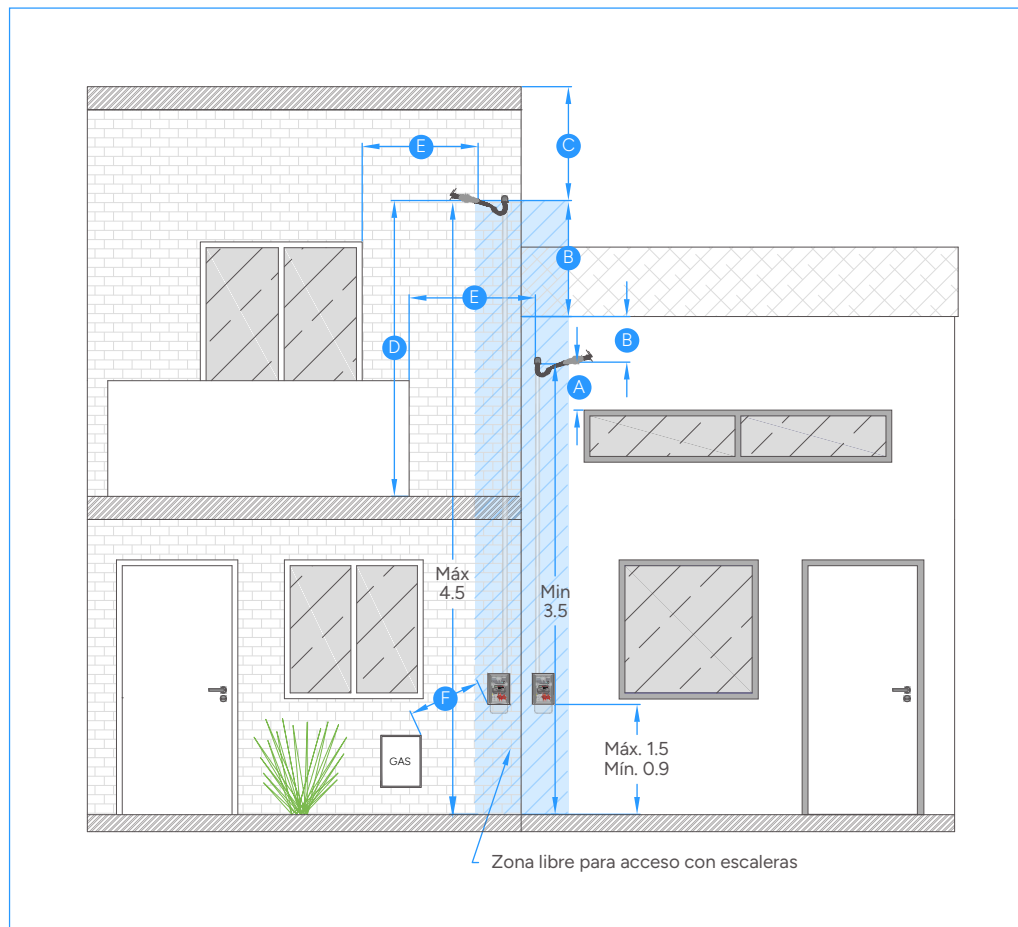 C
E
B
E
B
D
A
Máx
4.5
Min
3.5
F
GAS
Máx. 1.5
Mín. 0.9
Zona libre para acceso con escaleras